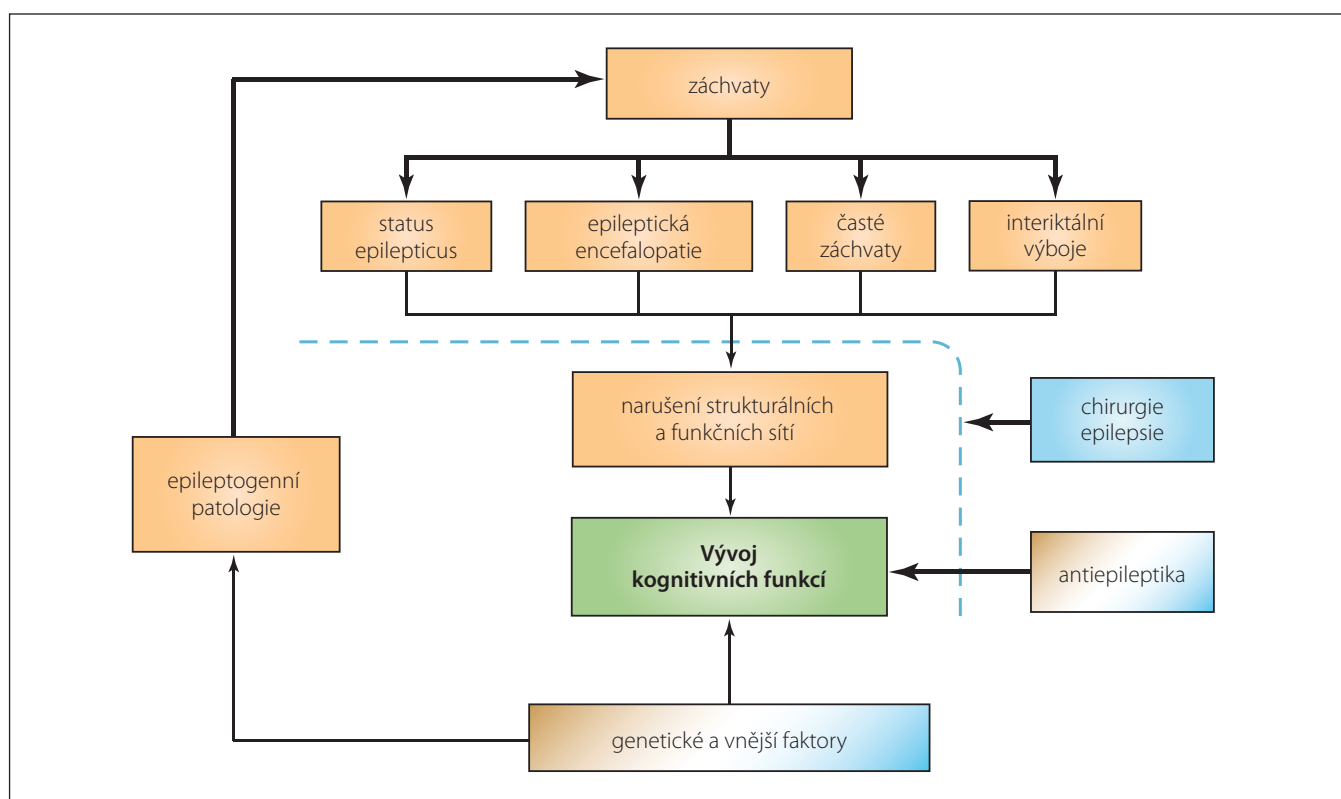 záchvaty
status
epilepticus
epileptická
encefalopatie
časté
záchvaty
interiktální
výboje
narušení strukturálních
a funkčních sítí
chirurgie
epilepsie
epileptogenní
patologie
Vývoj
kognitivních funkcí
antiepileptika
genetické a vnější faktory